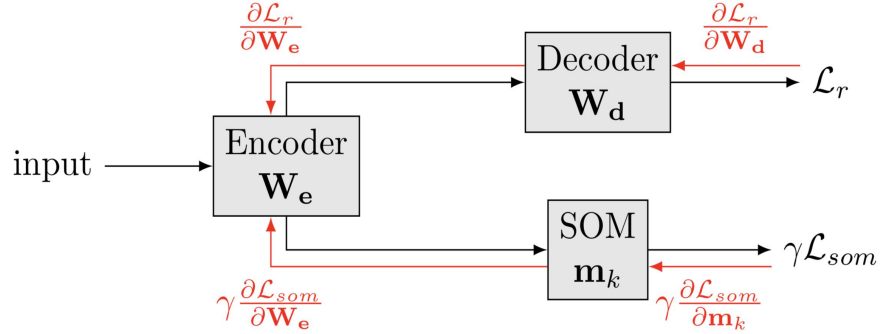 ∂ℒ_r/∂W_e
∂ℒ_r/∂W_d
Decoder
W_d
ℒ_r
Encoder
W_e
input
SOM
m_k
γℒ_som
γ ∂ℒ_som/∂W_e
γ ∂ℒ_som/∂m_k